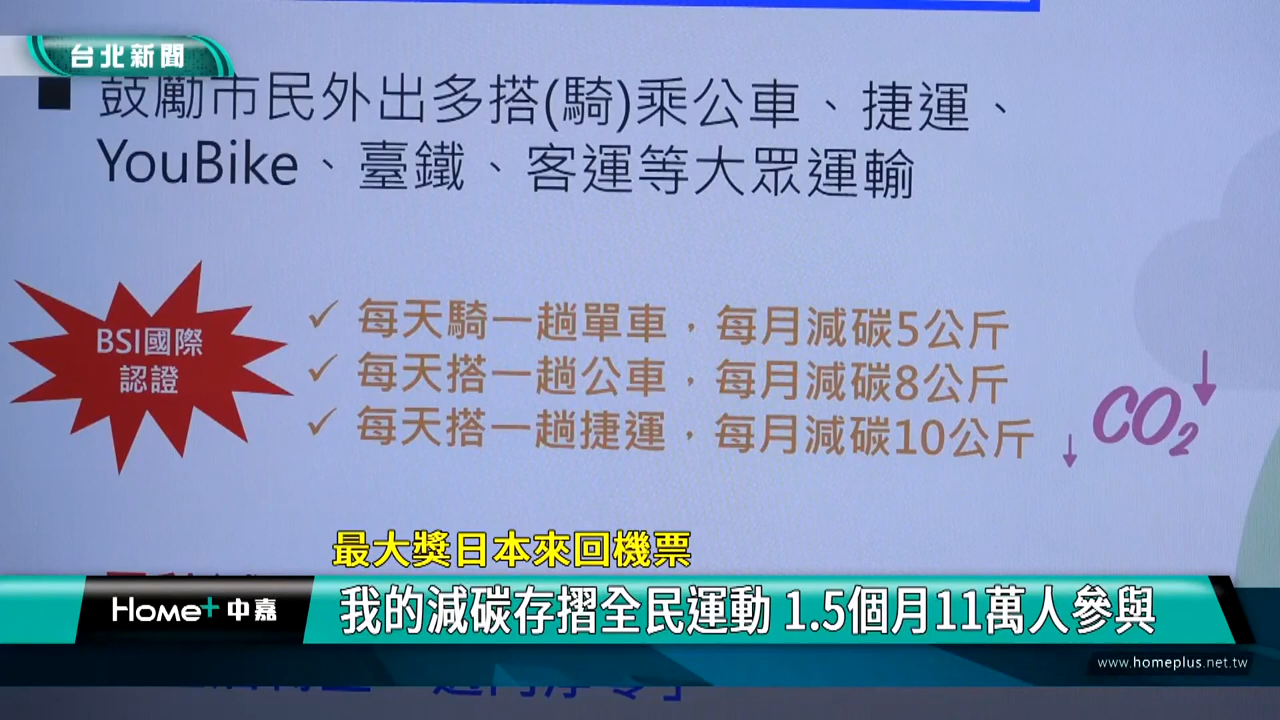 台北新聞
鼓勵市民外出多搭(騎)乘公車、捷運、
YouBike、臺鐵、客運等大眾運輸
BSI國際
認證
✓ 每天騎一趟單車，每月減碳5公斤
✓ 每天搭一趟公車，每月減碳8公斤
✓ 每天搭一趟捷運，每月減碳10公斤
CO₂
最大獎日本來回機票
Home+中嘉
我的減碳存摺全民運動 1.5個月11萬人參與
www.homeplus.net.tw